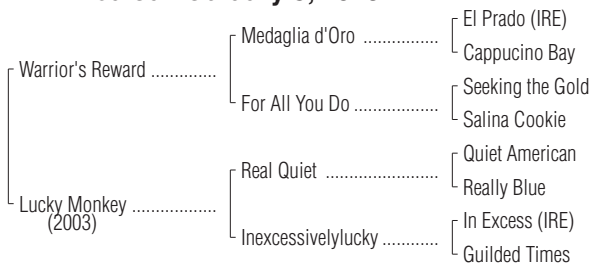 El Prado (IRE)
Medaglia d'Oro ................
Cappucino Bay
Warrior's Reward ..............
Seeking the Gold
For All You Do ..................
Salina Cookie
Quiet American
Real Quiet ........................
Really Blue
Lucky Monkey ..................
(2003)
In Excess (IRE)
Inexcessivelylucky ............
Guilded Times